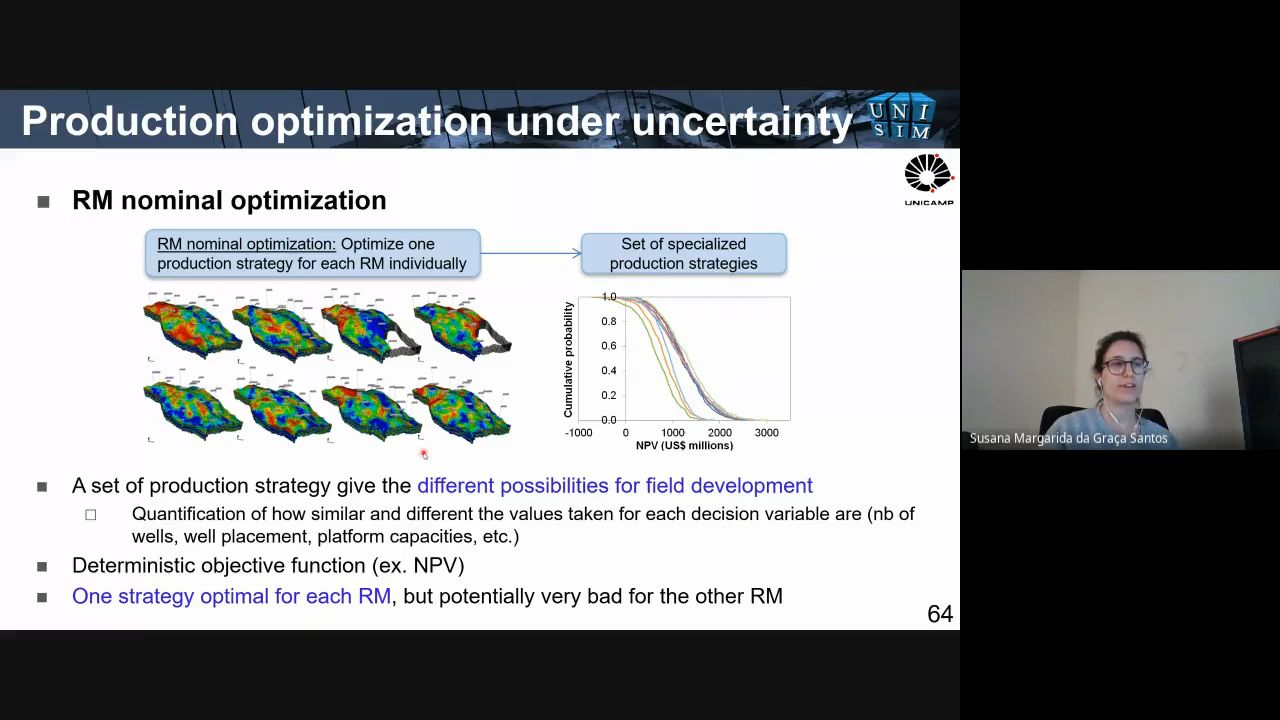 Production optimization under uncertainty
UNI
SIM
UNICAMP
RM nominal optimization
RM nominal optimization: Optimize one
production strategy for each RM individually
Set of specialized
production strategies
Cumulative probability
1.0
0.8
0.6
0.4
0.2
0.0
-1000
0
1000
2000
3000
NPV (US$ millions)
A set of production strategy give the different possibilities for field development
Quantification of how similar and different the values taken for each decision variable are (nb of
wells, well placement, platform capacities, etc.)
Deterministic objective function (ex. NPV)
One strategy optimal for each RM, but potentially very bad for the other RM
64
Susana Margarida da Graça Santos